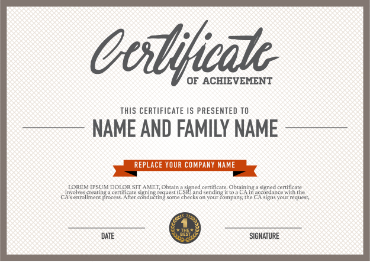 Certificate
OF ACHIEVEMENT
THIS CERTIFICATE IS PRESENTED TO
NAME AND FAMILY NAME
REPLACE YOUR COMPANY NAME
LOREM IPSUM DOLOR SIT AMET, Obtain a signed certificate. Obtaining a signed certificate
involves creating a certificate signing request (CSR) and sending it to a CA in accordance with the
CA's enrollment process. After conducting some checks on your company, the CA signs your request,
1
THE
BEST
DATE
SIGNATURE